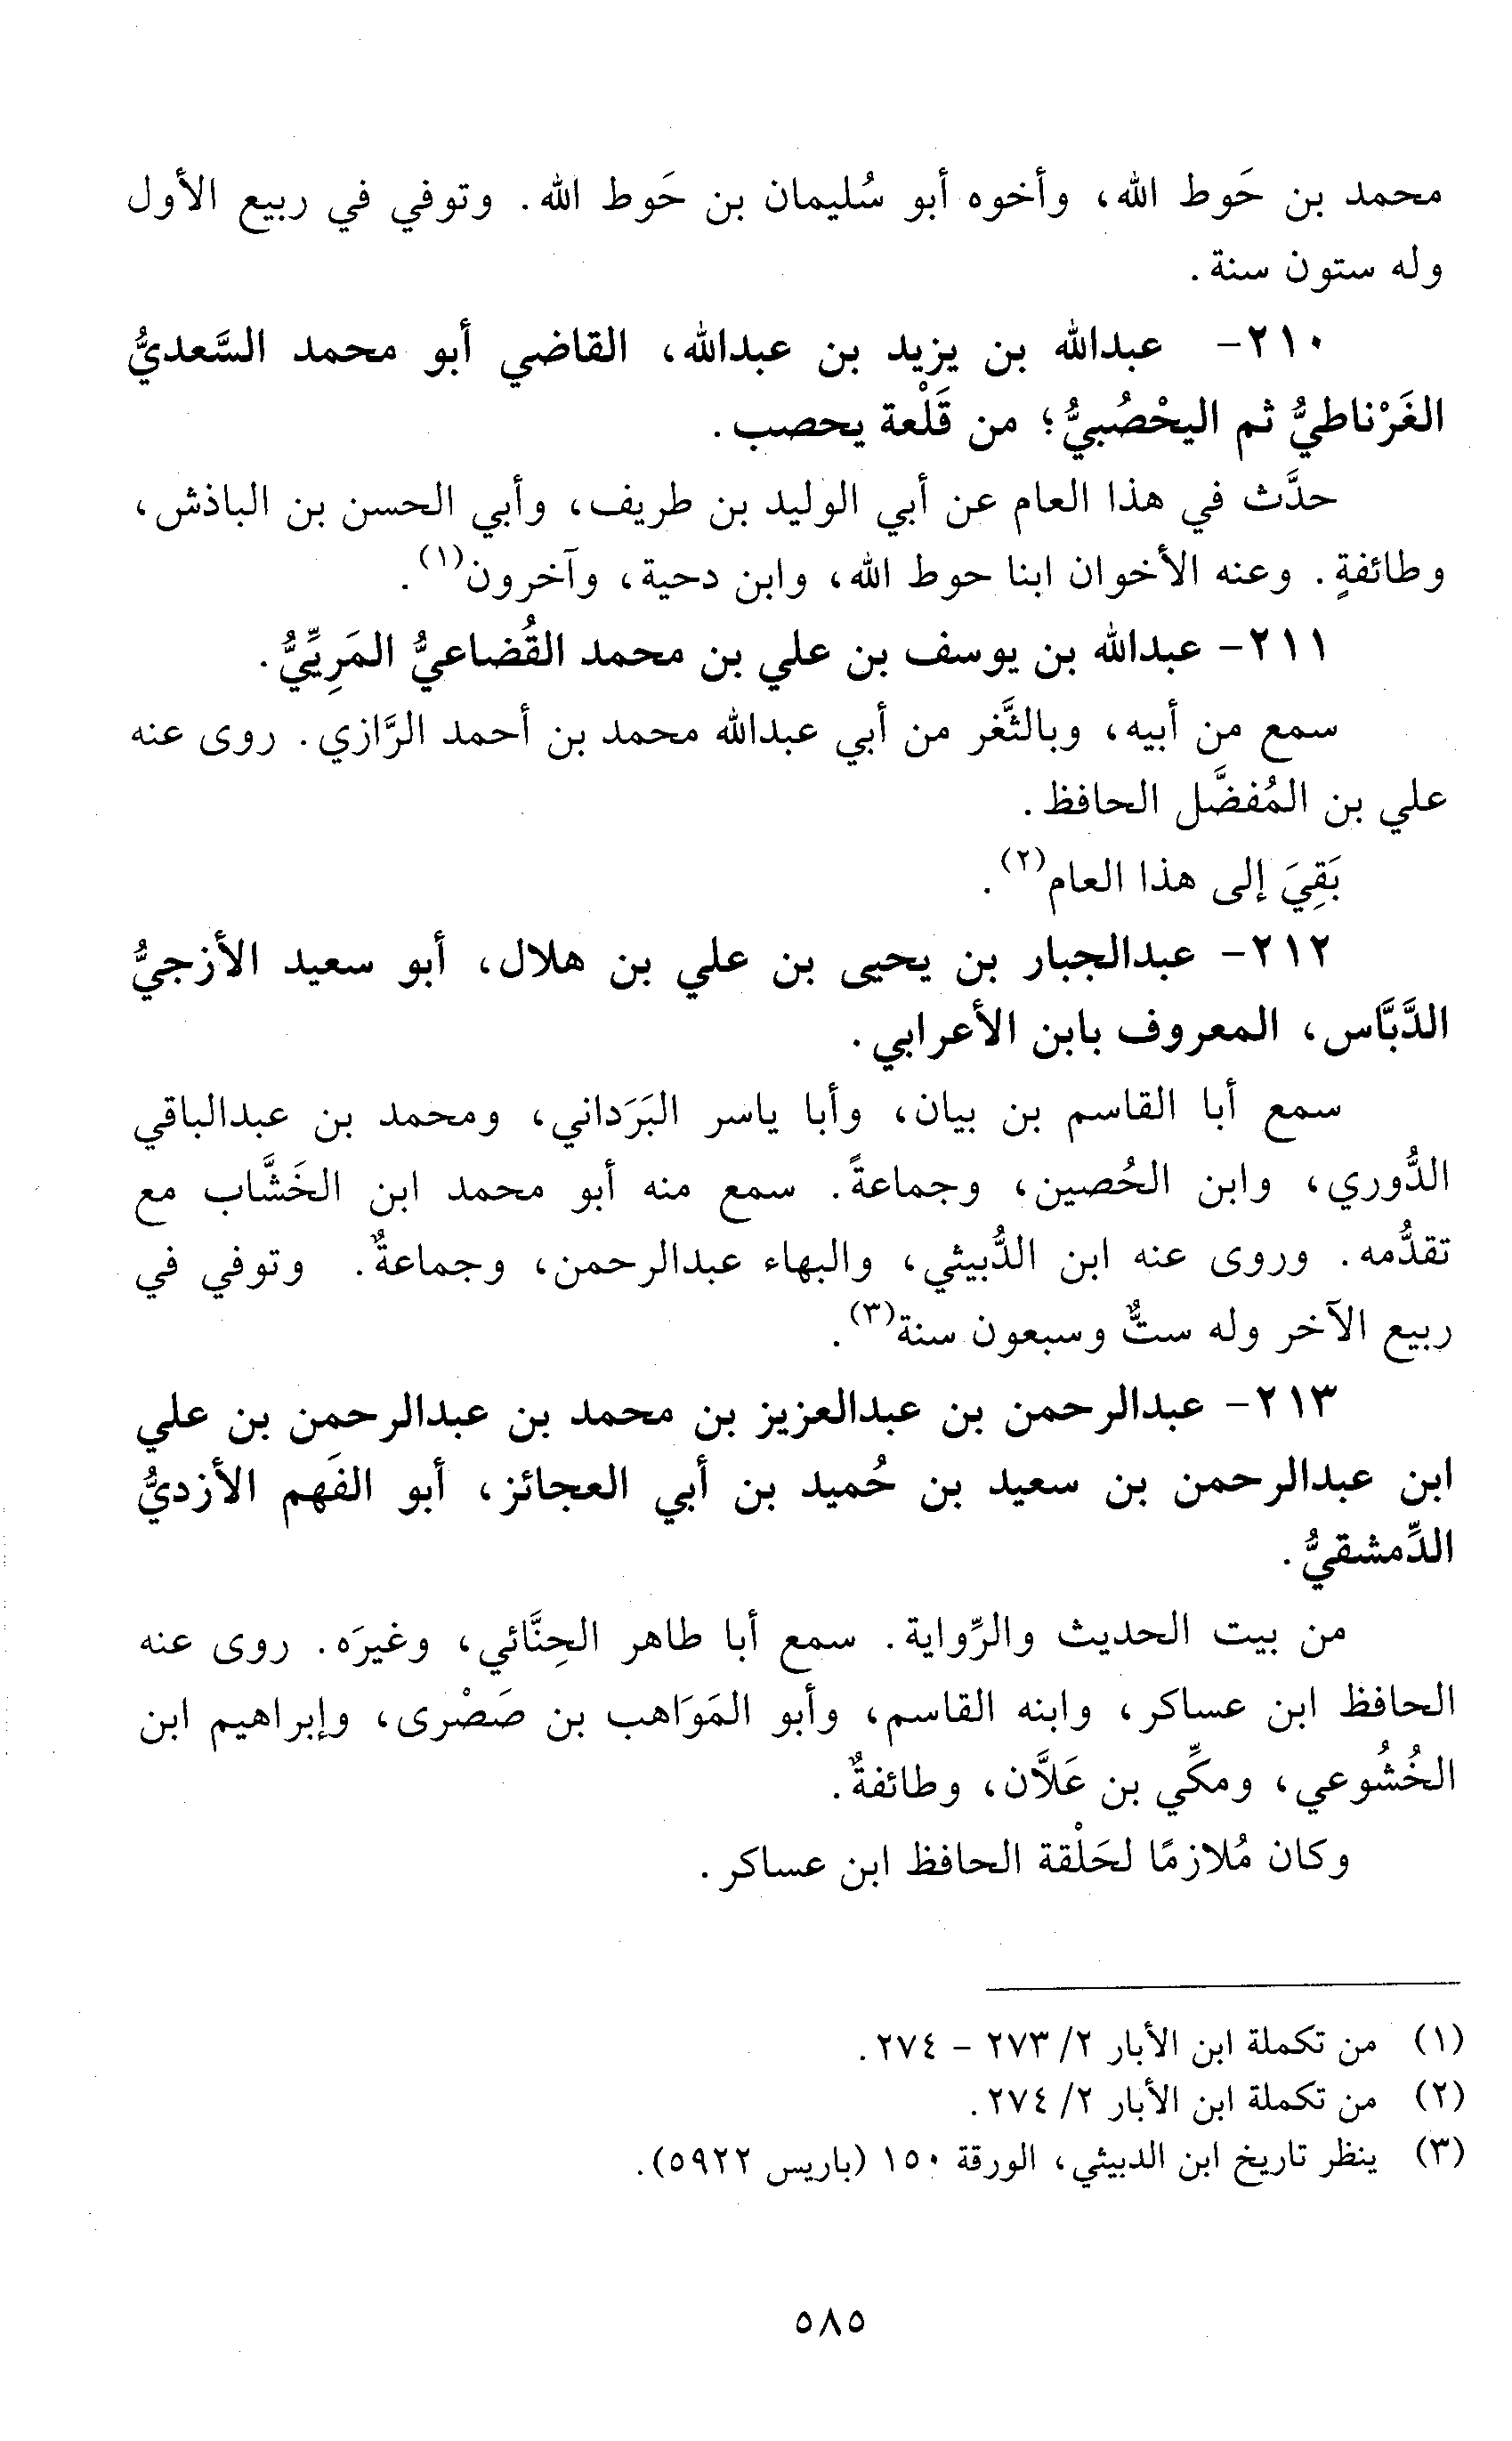 محمد بن حَوط الله، وأخوه أبو سُليمان بن حَوط الله. وتوفي في ربيع الأول
وله ستون سنة.
٢١٠- عبدالله بن يزيد بن عبدالله، القاضي أبو محمد السَّعديُّ
الغَرْناطيُّ ثم اليحْصُبيُّ؛ من قَلْعة يحصب.
حدَّث في هذا العام عن أبي الوليد بن طريف، وأبي الحسن بن الباذش،
وطائفةٍ. وعنه الأخوان ابنا حوط الله، وابن دحية، وآخرون(١).
٢١١- عبدالله بن يوسف بن علي بن محمد القُضاعيُّ المَرِيِّيُّ.
سمع من أبيه، وبالثَّغر من أبي عبدالله محمد بن أحمد الرَّازي. روى عنه
علي بن المُفضَّل الحافظ.
بَقِيَ إلى هذا العام(٢).
٢١٢- عبدالجبار بن يحيى بن علي بن هلال، أبو سعيد الأزجيُّ
الدَّبَّاس، المعروف بابن الأعرابي.
سمع أبا القاسم بن بيان، وأبا ياسر البَرَداني، ومحمد بن عبدالباقي
الدُّوري، وابن الحُصين، وجماعةً. سمع منه أبو محمد ابن الخَشَّاب مع
تقدُّمه. وروى عنه ابن الدُّبيثي، والبهاء عبدالرحمن، وجماعةٌ. وتوفي في
ربيع الآخر وله ستٌّ وسبعون سنة(٣).
٢١٣- عبدالرحمن بن عبدالعزيز بن محمد بن عبدالرحمن بن علي
ابن عبدالرحمن بن سعيد بن حُميد بن أبي العجائز، أبو الفَهم الأزديُّ
الدِّمشقيُّ.
من بيت الحديث والرِّواية. سمع أبا طاهر الحِنَّائي، وغيرَه. روى عنه
الحافظ ابن عساكر، وابنه القاسم، وأبو المَوَاهب بن صَصْرى، وإبراهيم ابن
الخُشُوعي، ومكِّي بن عَلاَّن، وطائفةٌ.
وكان مُلازمًا لحَلْقة الحافظ ابن عساكر.
(١) من تكملة ابن الأبار ٢/ ٢٧٣ - ٢٧٤.
(٢) من تكملة ابن الأبار ٢/ ٢٧٤.
(٣) ينظر تاريخ ابن الدبيثي، الورقة ١٥٠ (باريس ٥٩٢٢).
٥٨٥